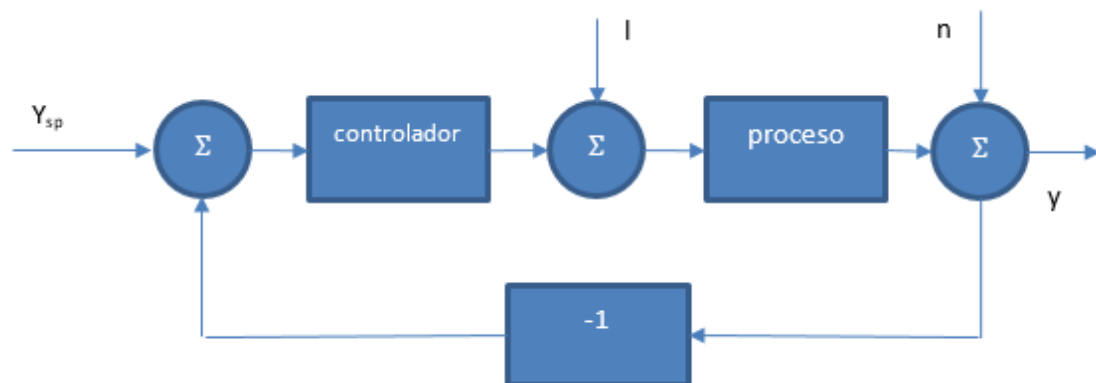 l
n
Ysp
Σ
controlador
Σ
proceso
Σ
y
-1